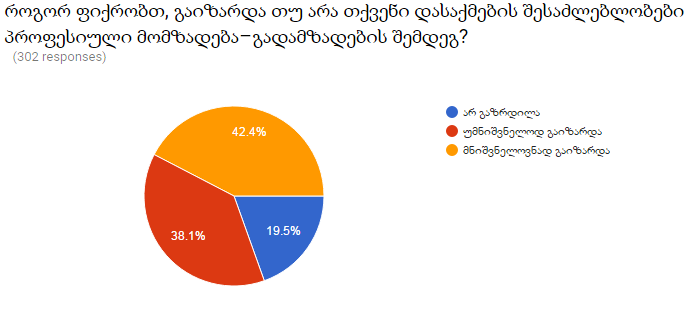 როგორ ფიქრობთ, გაიზარდა თუ არა თქვენი დასაქმების შესაძლებლობები
პროფესიული მომზადება–გადამზადების შემდეგ?
(302 responses)
42.4%
38.1%
19.5%
არ გაზრდილა
უმნიშვნელოდ გაიზარდა
მნიშვნელოვნად გაიზარდა